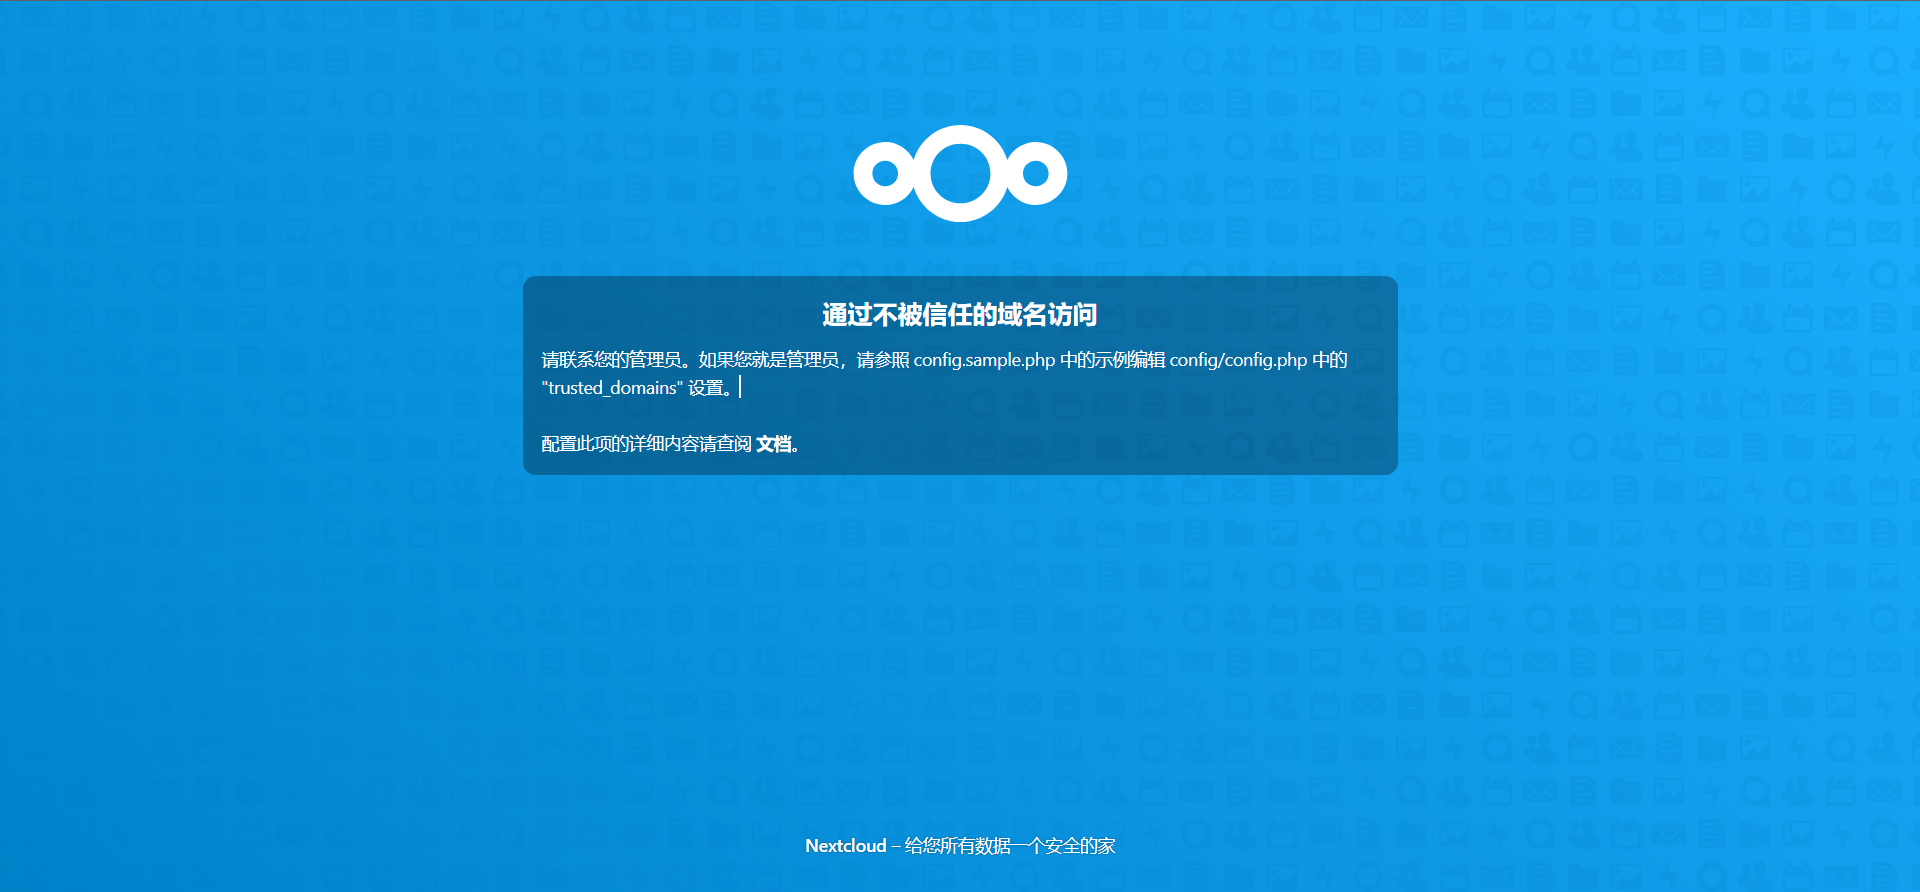 通过不被信任的域名访问
请联系您的管理员。如果您就是管理员，请参照 config.sample.php 中的示例编辑 config/config.php 中的
"trusted_domains" 设置。
配置此项的详细内容请查阅 文档。
Nextcloud – 给您所有数据一个安全的家